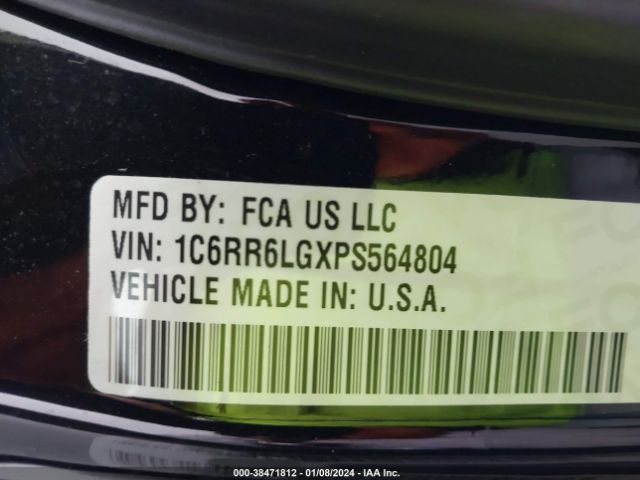 MFD BY: FCA US LLC
VIN: 1C6RR6LGXPS564804
VEHICLE MADE IN: U.S.A.
000-38471812 - 01/08/2024 - IAA Inc.